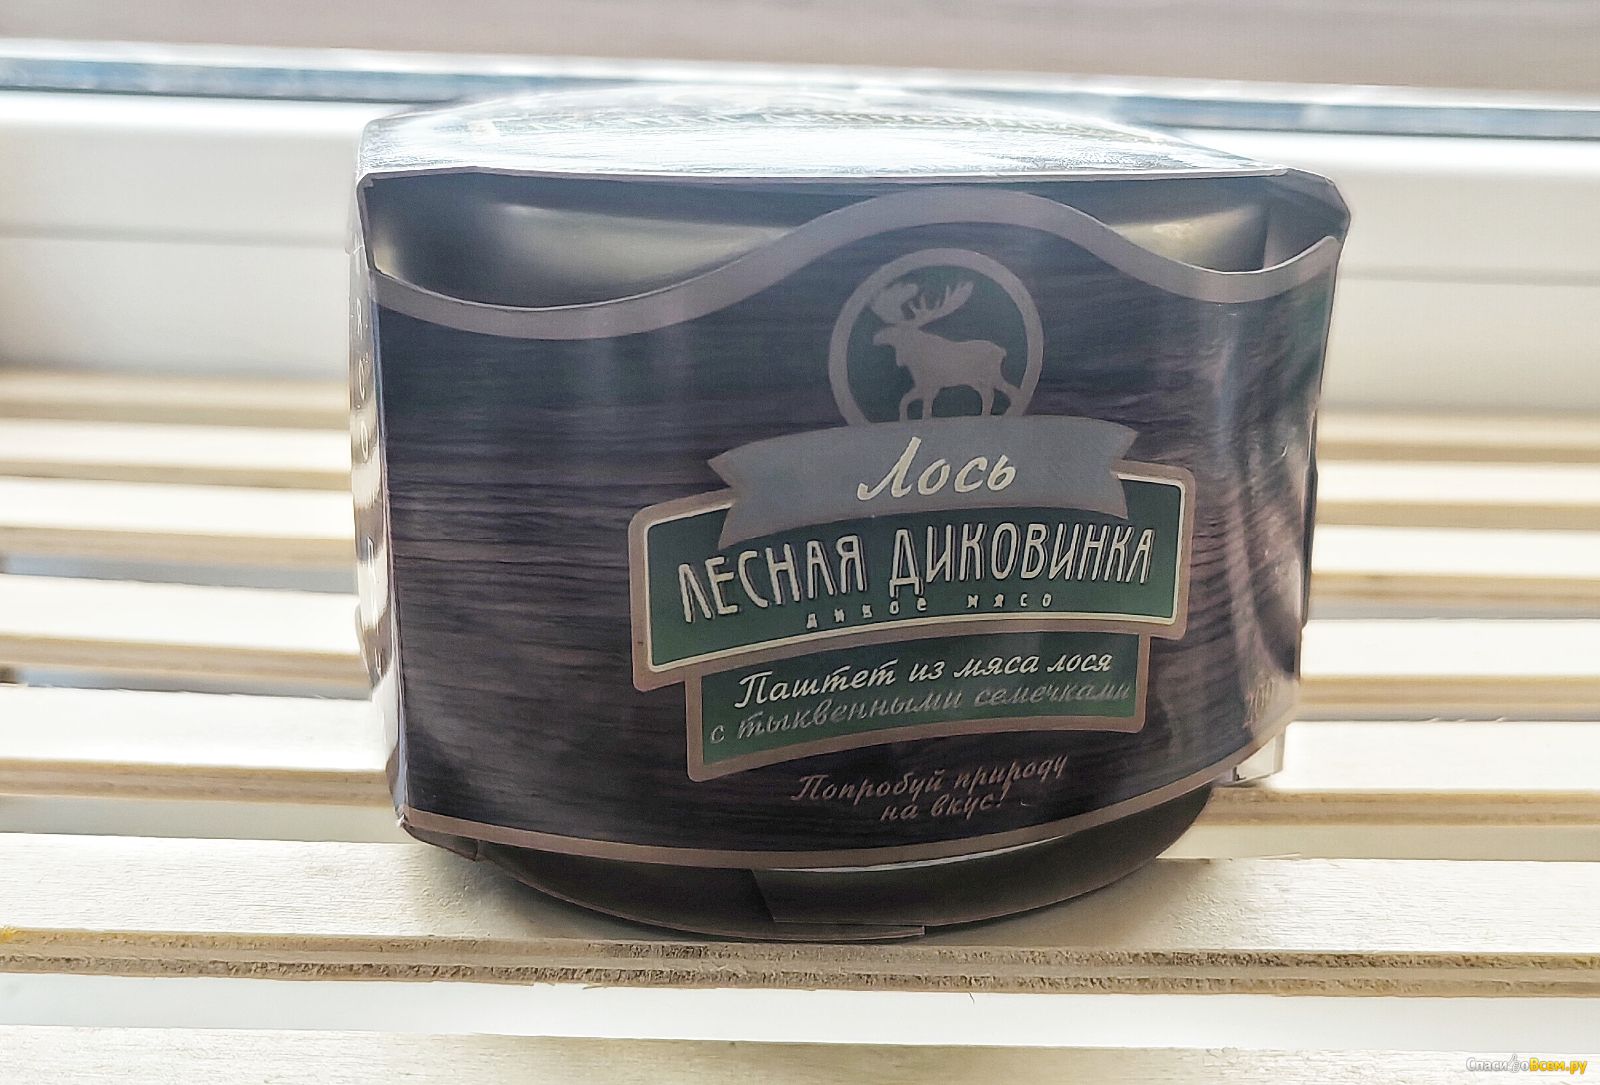 Лось
ЛЕСНАЯ ДИКОВИНКА
дикое мясо
Паштет из мяса лося
с тыквенными семечками
Попробуй природу
на вкус!
СпасибоВсем.ру